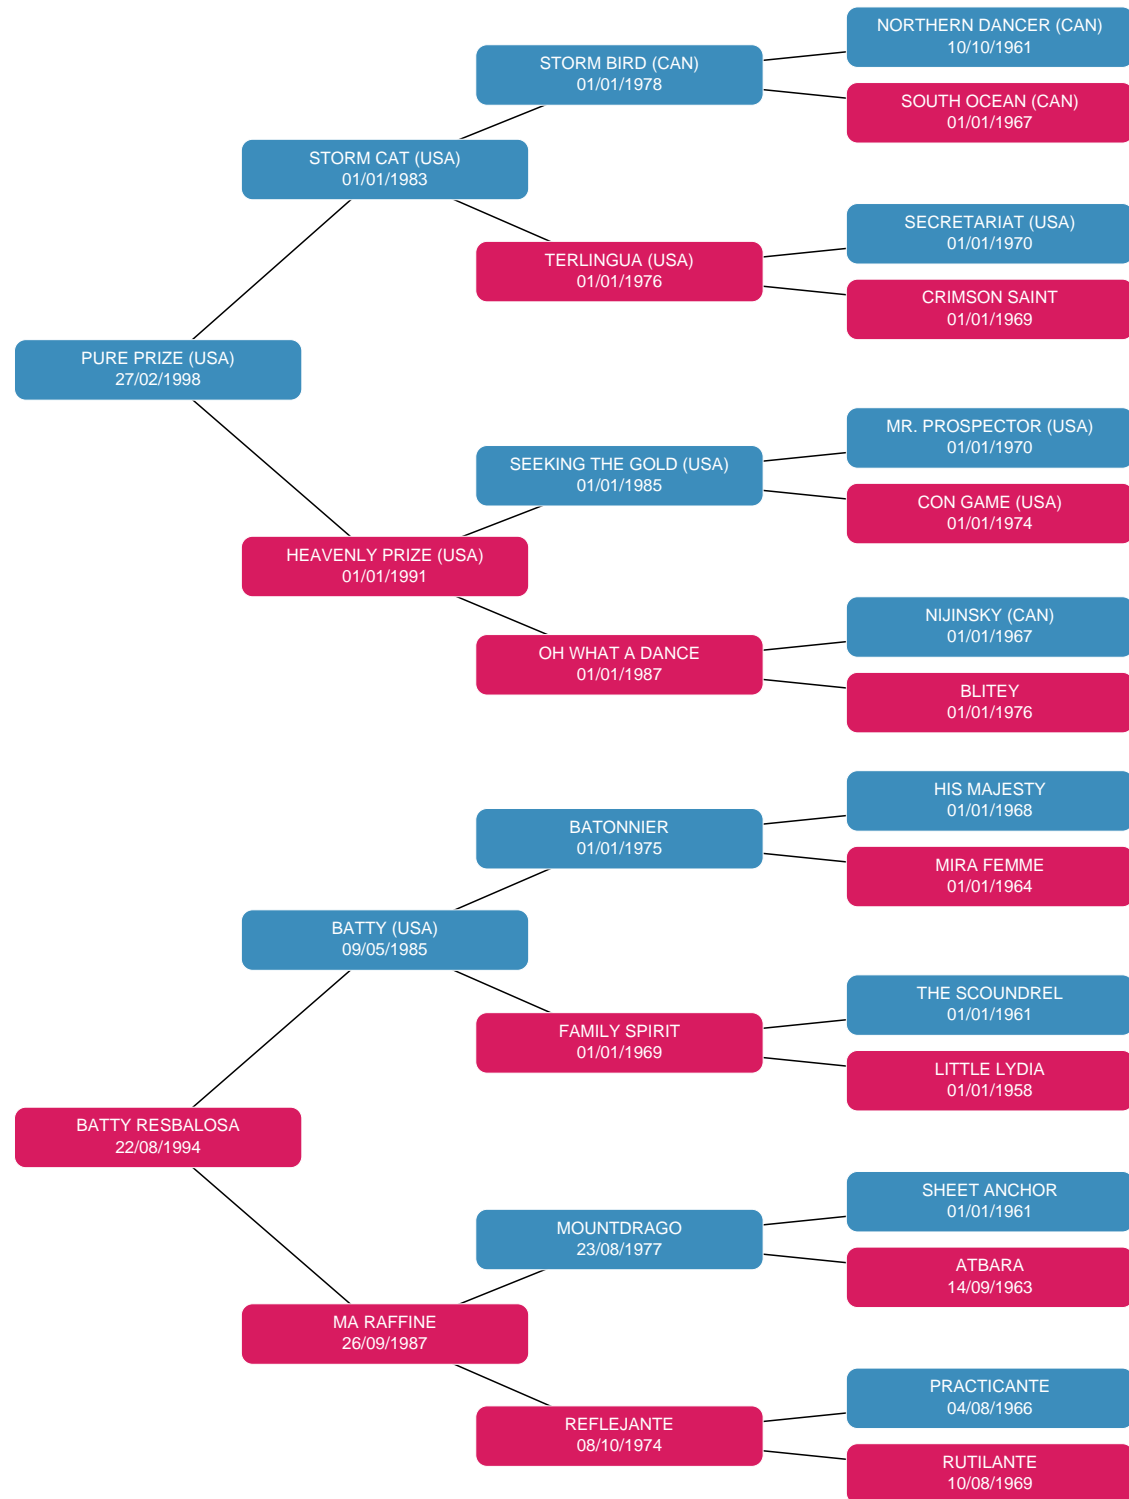 NORTHERN DANCER (CAN)
10/10/1961
STORM BIRD (CAN)
01/01/1978
SOUTH OCEAN (CAN)
01/01/1967
STORM CAT (USA)
01/01/1983
SECRETARIAT (USA)
01/01/1970
TERLINGUA (USA)
01/01/1976
CRIMSON SAINT
01/01/1969
PURE PRIZE (USA)
27/02/1998
MR. PROSPECTOR (USA)
01/01/1970
SEEKING THE GOLD (USA)
01/01/1985
CON GAME (USA)
01/01/1974
HEAVENLY PRIZE (USA)
01/01/1991
NIJINSKY (CAN)
01/01/1967
OH WHAT A DANCE
01/01/1987
BLITEY
01/01/1976
HIS MAJESTY
01/01/1968
BATONNIER
01/01/1975
MIRA FEMME
01/01/1964
BATTY (USA)
09/05/1985
THE SCOUNDREL
01/01/1961
FAMILY SPIRIT
01/01/1969
LITTLE LYDIA
01/01/1958
BATTY RESBALOSA
22/08/1994
SHEET ANCHOR
01/01/1961
MOUNTDRAGO
23/08/1977
ATBARA
14/09/1963
MA RAFFINE
26/09/1987
PRACTICANTE
04/08/1966
REFLEJANTE
08/10/1974
RUTILANTE
10/08/1969